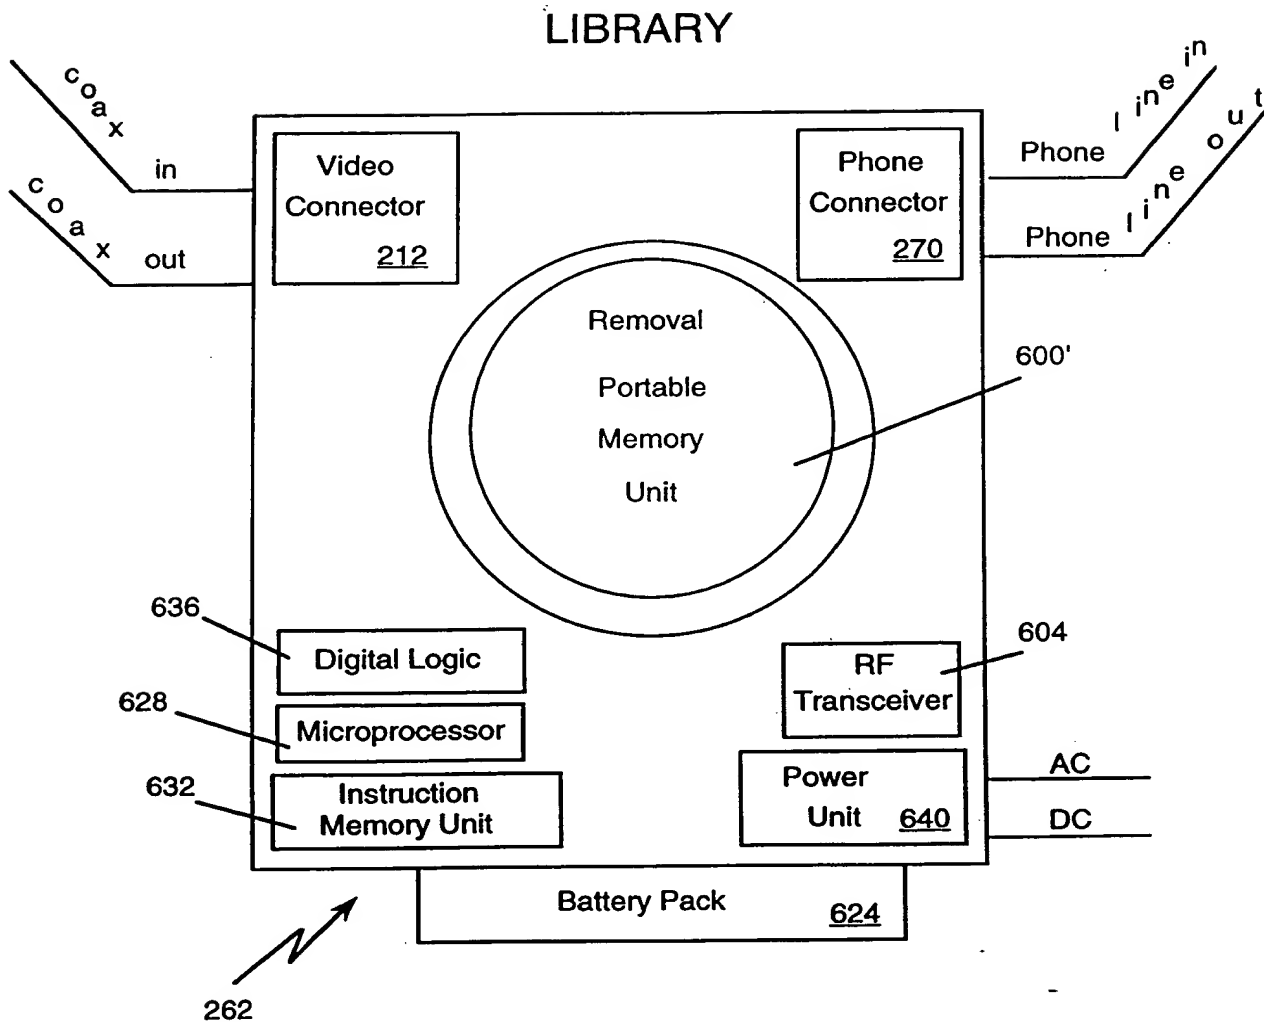 LIBRARY
coax in
coax out
Video
Connector
212
Phone
Connector
270
Phone line in
Phone line out
Removal
Portable
Memory
Unit
600'
636
Digital Logic
628
Microprocessor
632
Instruction
Memory Unit
RF
Transceiver
604
Power
Unit 640
AC
DC
Battery Pack 624
262